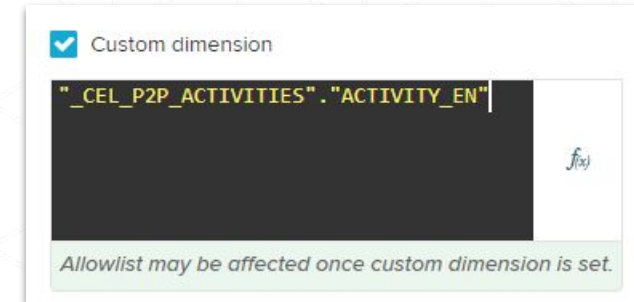 Custom dimension
"_CEL_P2P_ACTIVITIES"."ACTIVITY_EN"
f(x)
Allowlist may be affected once custom dimension is set.